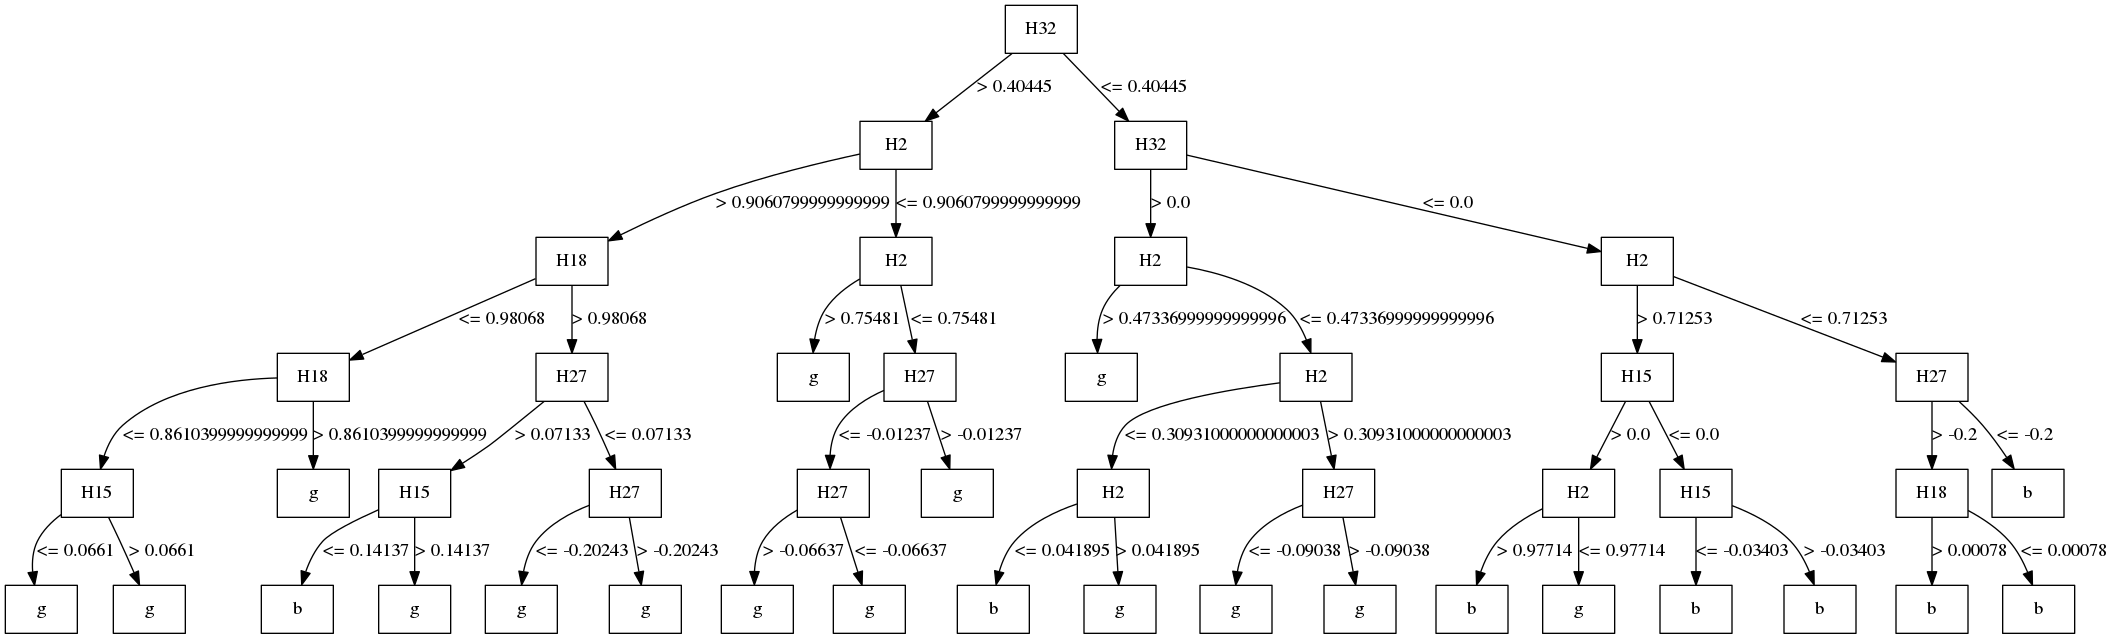 H32
> 0.40445 <= 0.40445
H2 H32
> 0.9060799999999999 <= 0.9060799999999999 > 0.0 <= 0.0
H18 H2 H2 H2
<= 0.98068 > 0.98068 > 0.75481 <= 0.75481 > 0.47336999999999996 <= 0.47336999999999996 > 0.71253 <= 0.71253
H18 H27 g H27 g H2 H15 H27
<= 0.8610399999999999 > 0.8610399999999999 > 0.07133 <= 0.07133 <= -0.01237 > -0.01237 <= 0.30931000000000003 > 0.30931000000000003 > 0.0 <= 0.0 > -0.2 <= -0.2
H15 g H15 H27 H27 g H2 H27 H2 H15 H18 b
<= 0.0661 > 0.0661 <= 0.14137 > 0.14137 <= -0.20243 > -0.20243 > -0.06637 <= -0.06637 <= 0.041895 > 0.041895 <= -0.09038 > -0.09038 > 0.97714 <= 0.97714 <= -0.03403 > -0.03403 > 0.00078 <= 0.00078
g g b g g g g g b g g g b g b b b b